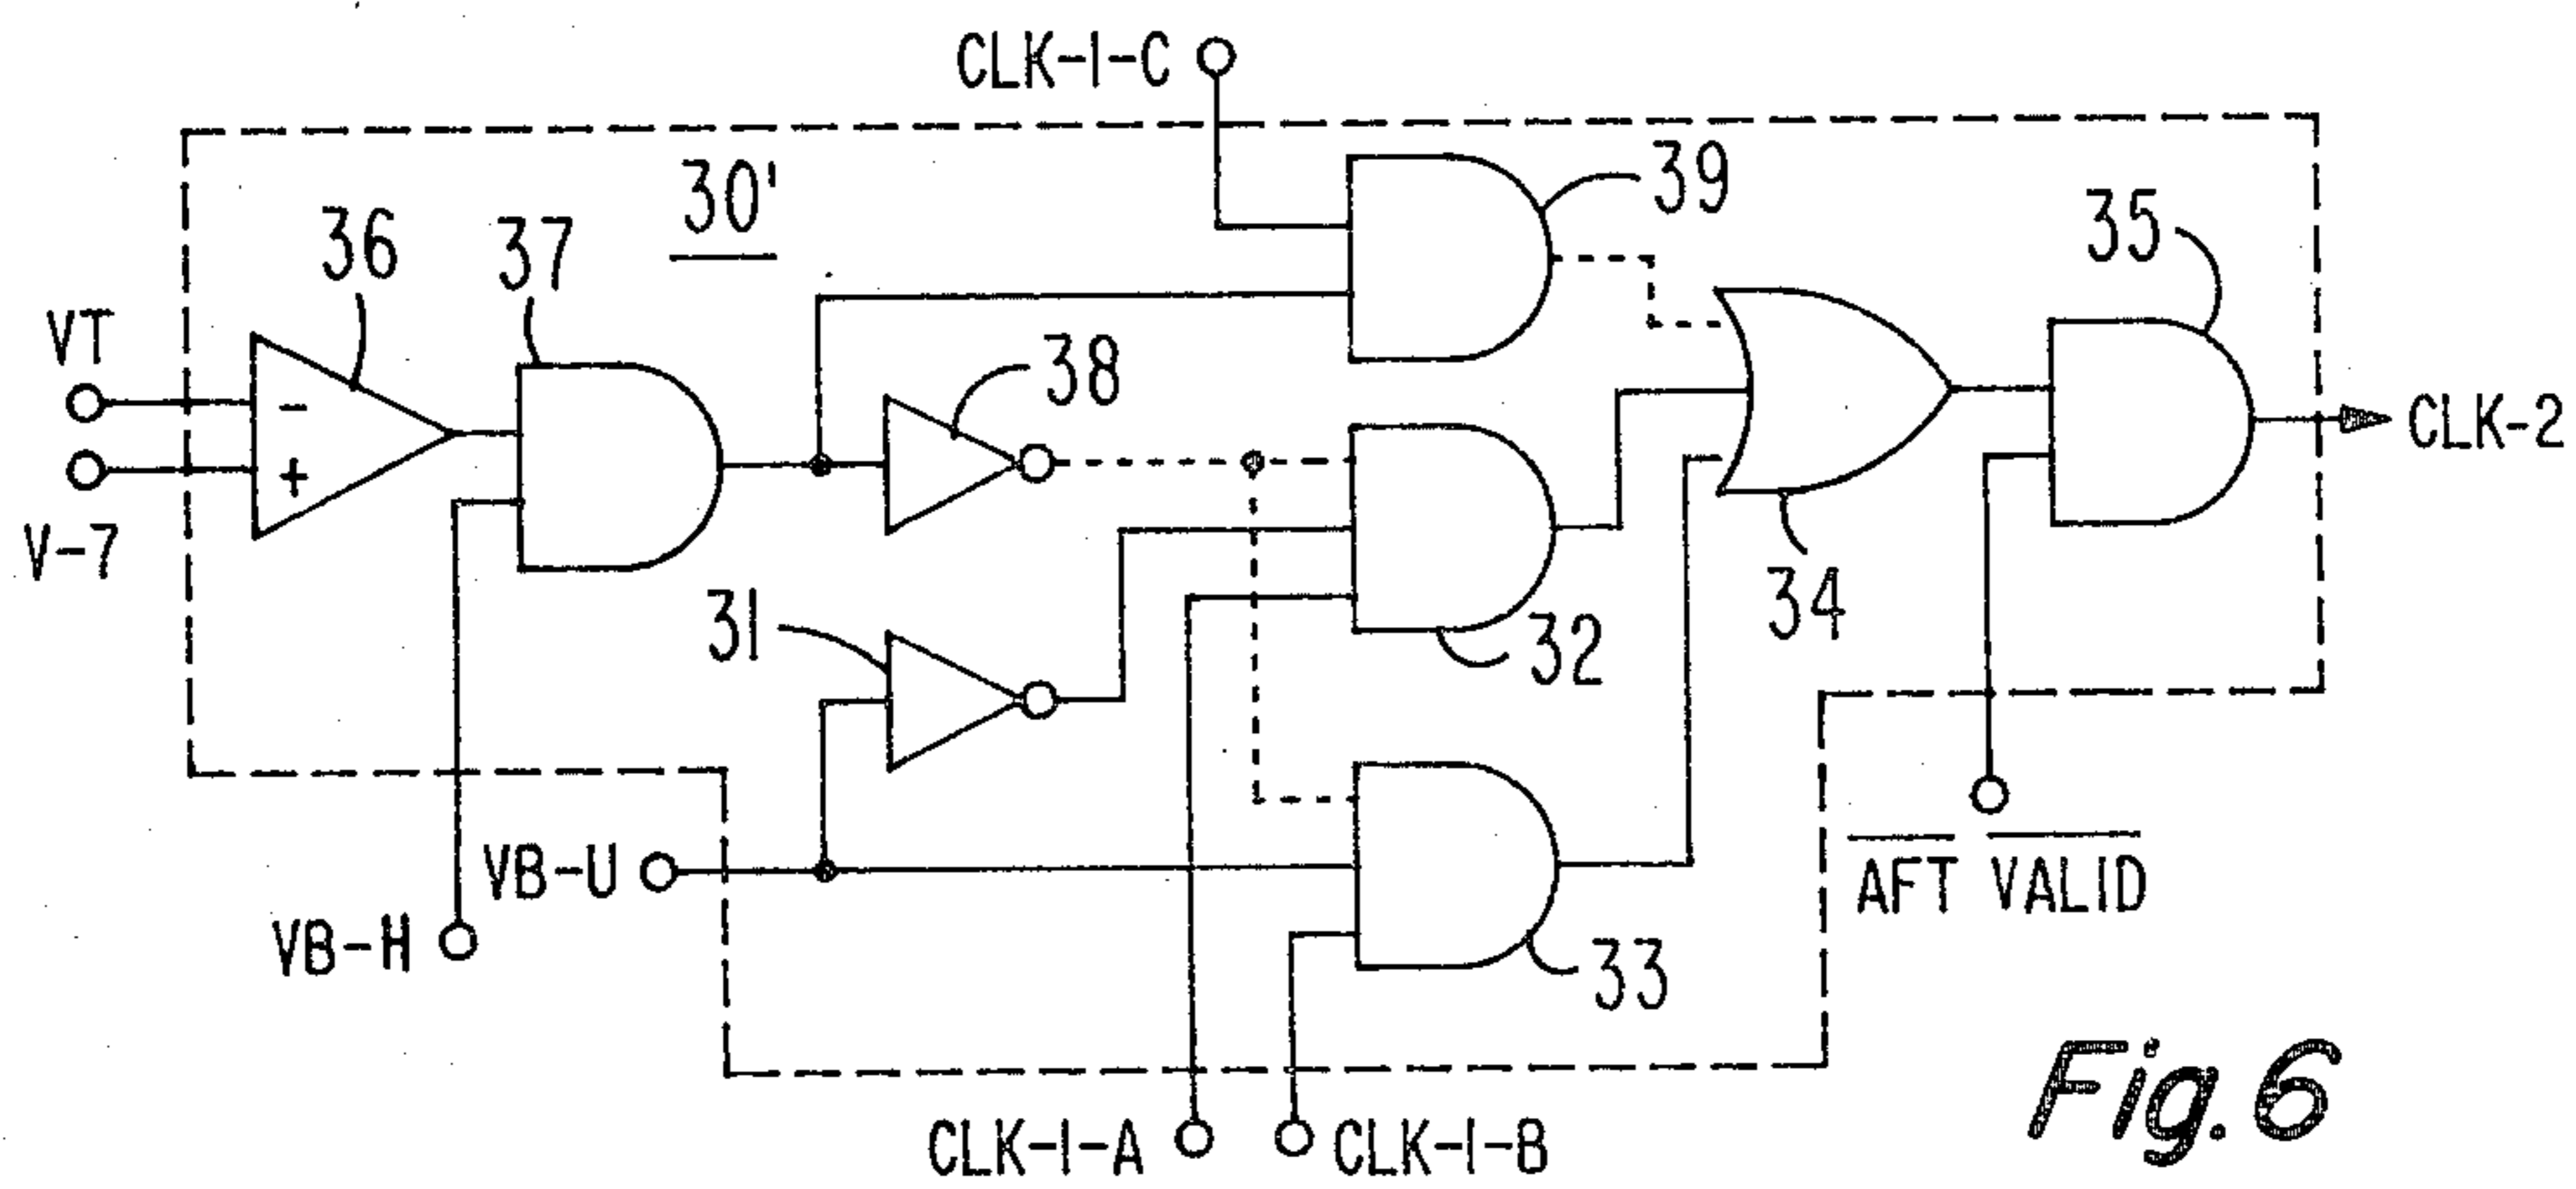 CLK-1-C
30'
39
36
37
35
VT
-
+
V-7
38
CLK-2
31
32
34
VB-U
VB-H
33
AFT VALID
CLK-1-A
CLK-1-B
Fig. 6